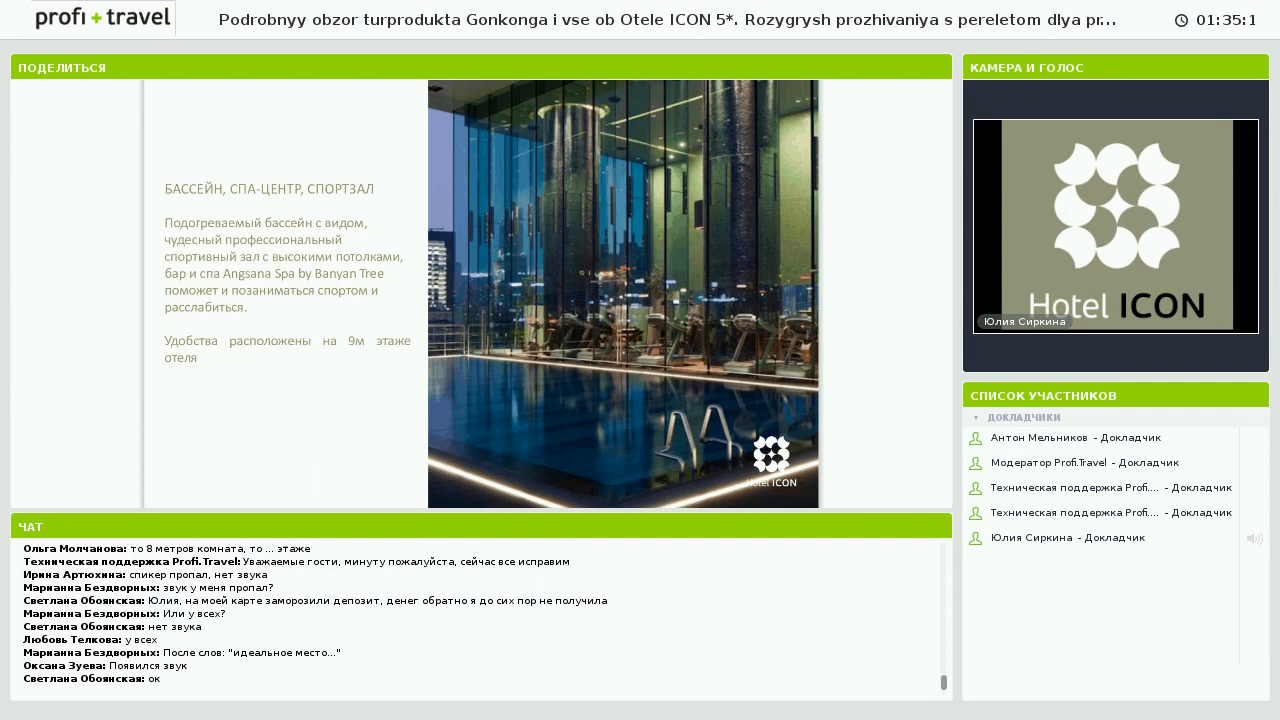 profi + travel
Podrobnyy obzor turprodukta Gonkonga i vse ob Otele ICON 5*. Rozygrysh prozhivaniya s pereletom dlya pr...
01:35:1
ПОДЕЛИТЬСЯ
БАССЕЙН, СПА-ЦЕНТР, СПОРТЗАЛ
Подогреваемый бассейн с видом,
чудесный профессиональный
спортивный зал с высокими потолками,
бар и спа Angsana Spa by Banyan Tree
поможет и позаниматься спортом и
расслабиться.
Удобства расположены на 9м этаже
отеля
Hotel ICON
КАМЕРА И ГОЛОС
Hotel ICON
Юлия Сиркина
СПИСОК УЧАСТНИКОВ
ДОКЛАДЧИКИ
Антон Мельников - Докладчик
Модератор Profi.Travel - Докладчик
Техническая поддержка Profi.... - Докладчик
Техническая поддержка Profi.... - Докладчик
Юлия Сиркина - Докладчик
ЧАТ
Ольга Молчанова: то 8 метров комната, то ... этаже
Техническая поддержка Profi.Travel: Уважаемые гости, минуту пожалуйста, сейчас все исправим
Ирина Артюхина: спикер пропал, нет звука
Марианна Бездворных: звук у меня пропал?
Светлана Обоянская: Юлия, на моей карте заморозили депозит, денег обратно я до сих пор не получила
Марианна Бездворных: Или у всех?
Светлана Обоянская: нет звука
Любовь Телкова: у всех
Марианна Бездворных: После слов: "идеальное место..."
Оксана Зуева: Появился звук
Светлана Обоянская: ок